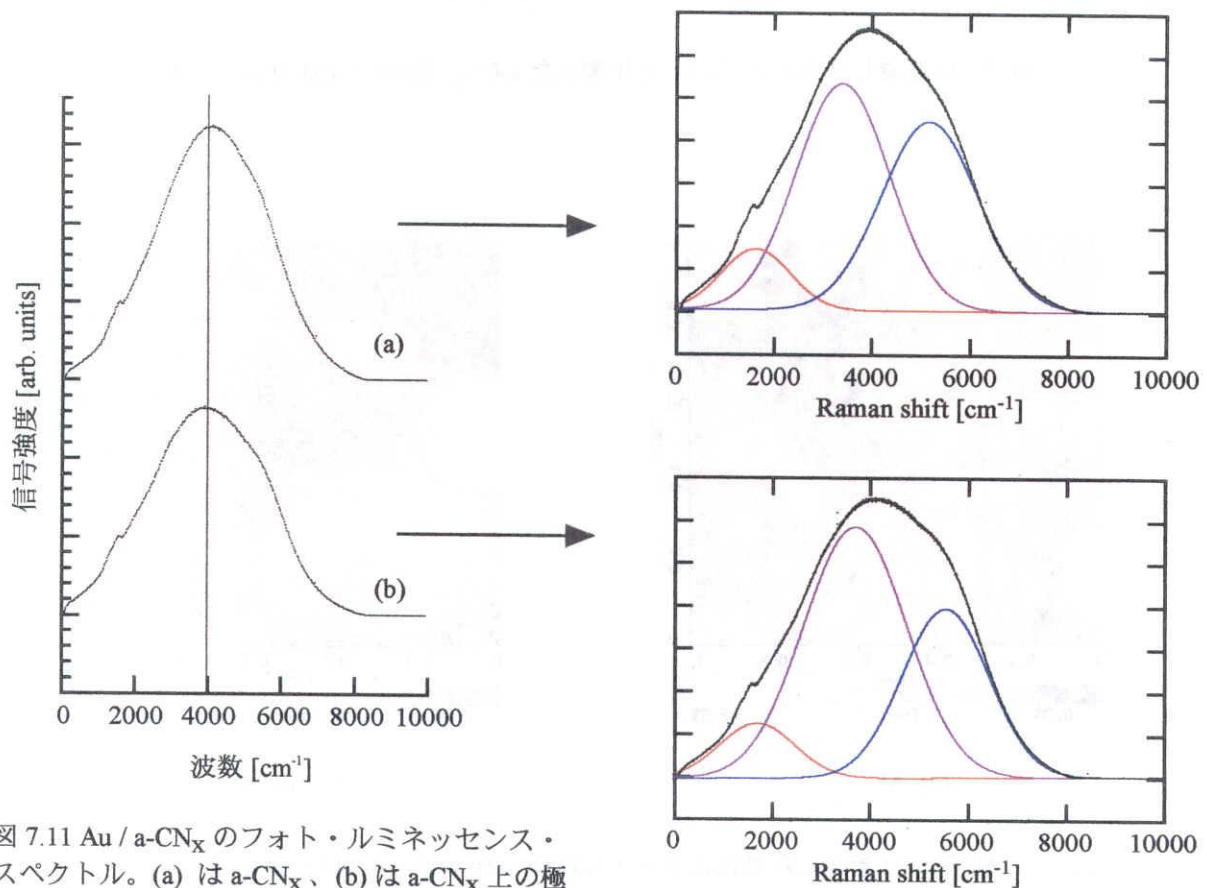 信号強度 [arb. units]
(a)
(b)
0 2000 4000 6000 8000 10000
波数 [cm⁻¹]
0 2000 4000 6000 8000 10000
Raman shift [cm⁻¹]
0 2000 4000 6000 8000 10000
Raman shift [cm⁻¹]
図 7.11 Au / a-CNₓ のフォト・ルミネッセンス・
スペクトル。(a) は a-CNₓ 、(b) は a-CNₓ 上の極